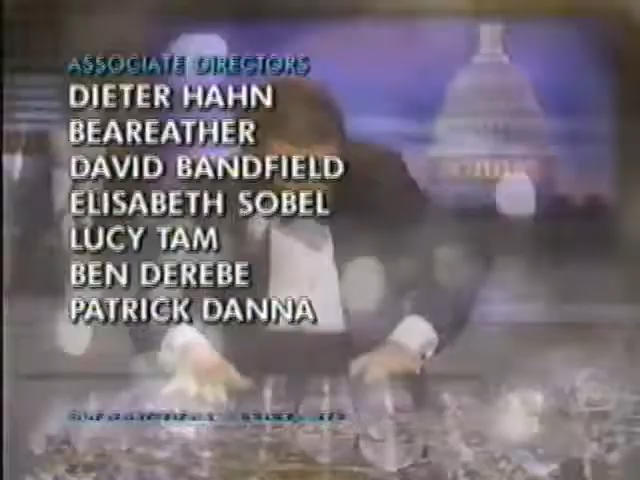 ASSOCIATE DIRECTORS
DIETER HAHN
BEAREATHER
DAVID BANDFIELD
ELISABETH SOBEL
LUCY TAM
BEN DEREBE
PATRICK DANNA